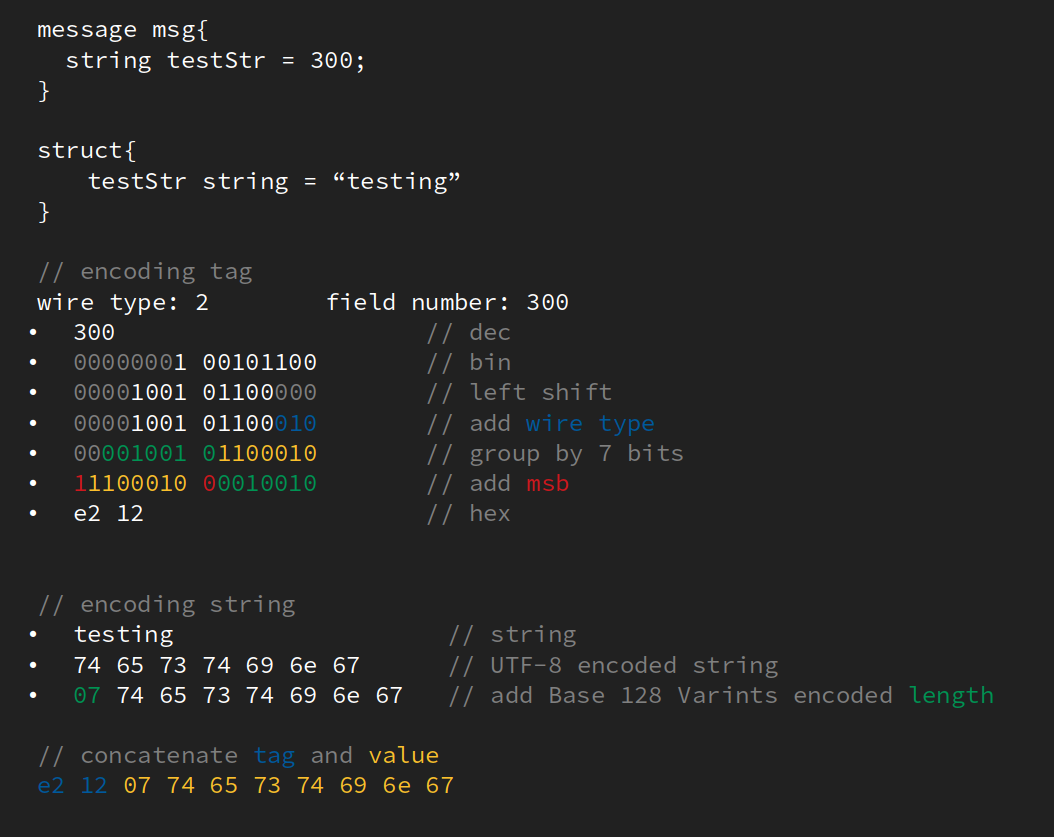 message msg{
string testStr = 300;
}
struct{
testStr string = “testing”
}
// encoding tag
wire type: 2 field number: 300
• 300 // dec
• 00000001 00101100 // bin
• 00001001 01100000 // left shift
• 00001001 01100010 // add wire type
• 00001001 01100010 // group by 7 bits
• 11100010 00010010 // add msb
• e2 12 // hex
// encoding string
• testing // string
• 74 65 73 74 69 6e 67 // UTF-8 encoded string
• 07 74 65 73 74 69 6e 67 // add Base 128 Varints encoded length
// concatenate tag and value
e2 12 07 74 65 73 74 69 6e 67